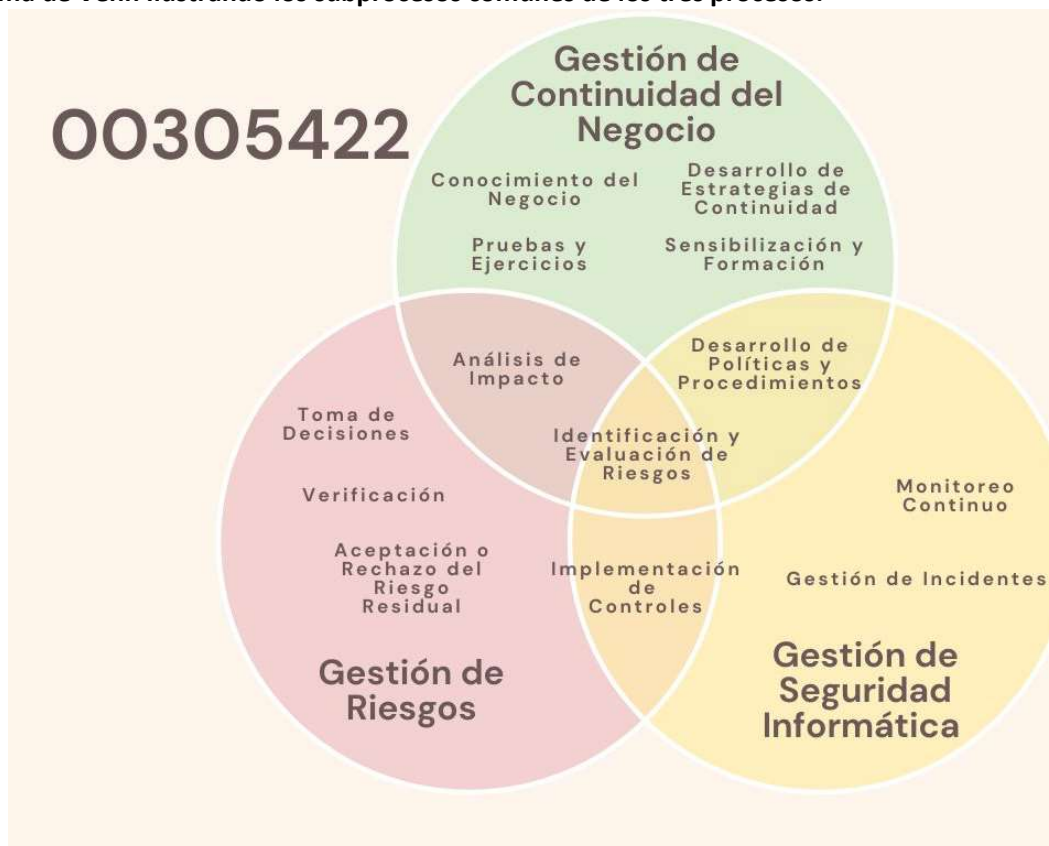 ma de Venn ilustrando los subprocesos comunes de los tres procesos.
00305422
Gestión de
Continuidad del
Negocio
Conocimiento del
Negocio
Desarrollo de
Estrategias de
Continuidad
Pruebas y
Ejercicios
Sensibilización y
Formación
Análisis de
Impacto
Desarrollo de
Políticas y
Procedimientos
Toma de
Decisiones
Identificación y
Evaluación de
Riesgos
Verificación
Monitoreo
Continuo
Aceptación o
Rechazo del
Riesgo
Residual
Implementación
de
Controles
Gestión de Incidentes
Gestión de
Riesgos
Gestión de
Seguridad
Informática